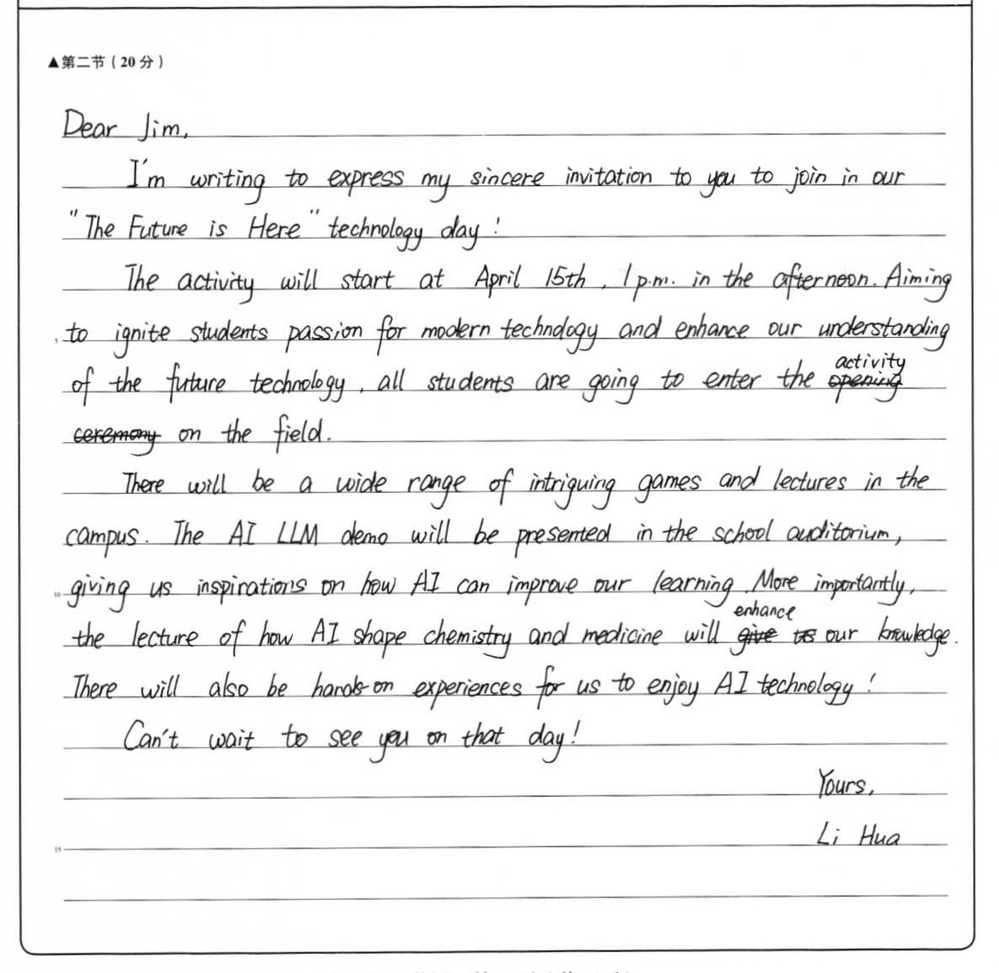 ▲第二节（20分）
Dear Jim,
I'm writing to express my sincere invitation to you to join in our
"The Future is Here" technology day!
The activity will start at April 15th, 1 p.m. in the afternoon. Aiming
5 to ignite students passion for modern technology and enhance our understanding
of the future technology, all students are going to enter the opening activity
ceremony on the field.
There will be a wide range of intriguing games and lectures in the
campus. The AI LLM demo will be presented in the school auditorium,
10 giving us inspirations on how AI can improve our learning. More importantly,
the lecture of how AI shape chemistry and medicine will give us enhance our knowledge.
There will also be hands-on experiences for us to enjoy AI technology!
Can't wait to see you on that day!
Yours,
15 Li Hua